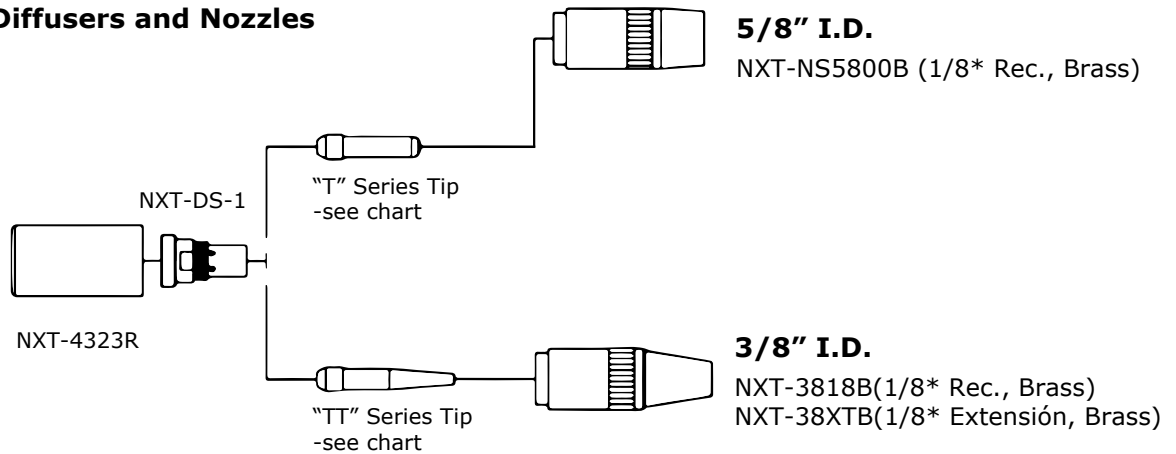 Diffusers and Nozzles
5/8” I.D.
NXT-NS5800B (1/8* Rec., Brass)
“T” Series Tip
-see chart
NXT-DS-1
NXT-4323R
3/8” I.D.
NXT-3818B(1/8* Rec., Brass)
NXT-38XTB(1/8* Extensión, Brass)
“TT” Series Tip
-see chart